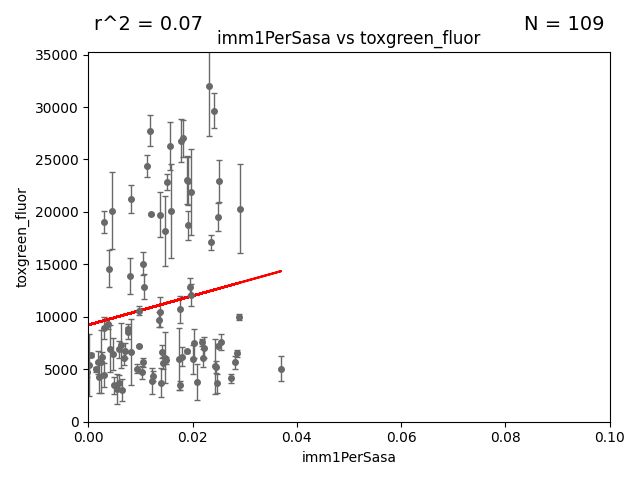 r^2 = 0.07
N = 109
imm1PerSasa vs toxgreen_fluor
35000
30000
25000
20000
15000
10000
5000
0
toxgreen_fluor
0.00
0.02
0.04
0.06
0.08
0.10
imm1PerSasa